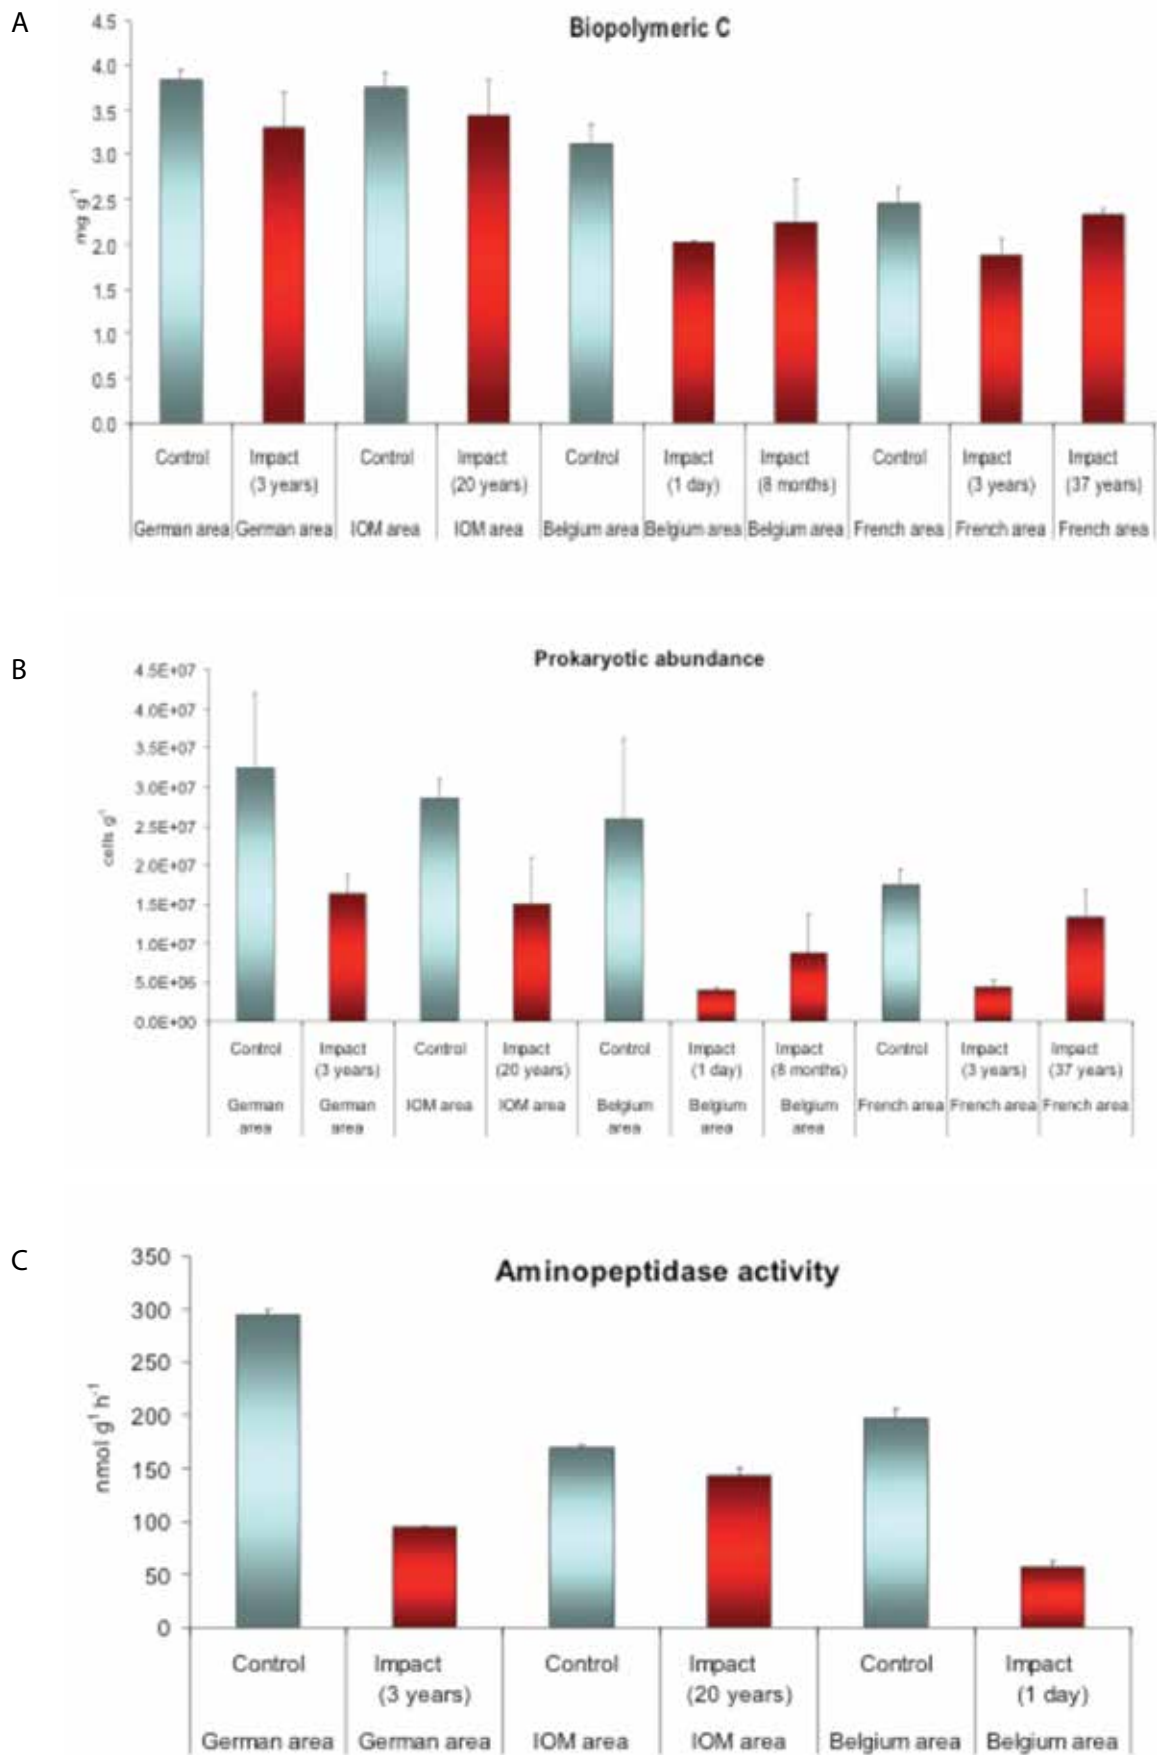 A
Biopolymeric C
4.5
4.0
3.5
3.0
2.5
2.0
1.5
1.0
0.5
0.0
mg g-1
Control Impact Control Impact Control Impact Impact Control Impact Impact
(3 years) (20 years) (1 day) (8 months) (3 years) (37 years)
German area German area IOM area IOM area Belgium area Belgium area Belgium area French area French area French area
B
Prokaryotic abundance
4.5E+07
4.0E+07
3.5E+07
3.0E+07
2.5E+07
2.0E+07
1.5E+07
1.0E+07
5.0E+06
0.0E+00
cells g-1
Control Impact Control Impact Control Impact Impact Control Impact Impact
(3 years) (20 years) (1 day) (8 months) (3 years) (37 years)
German German IOM area IOM area Belgium Belgium Belgium French area French area French area
area area area area area
C
Aminopeptidase activity
350
300
250
200
150
100
50
0
nmol g1 h-1
Control Impact Control Impact Control Impact
(3 years) (20 years) (1 day)
German area German area IOM area IOM area Belgium area Belgium area